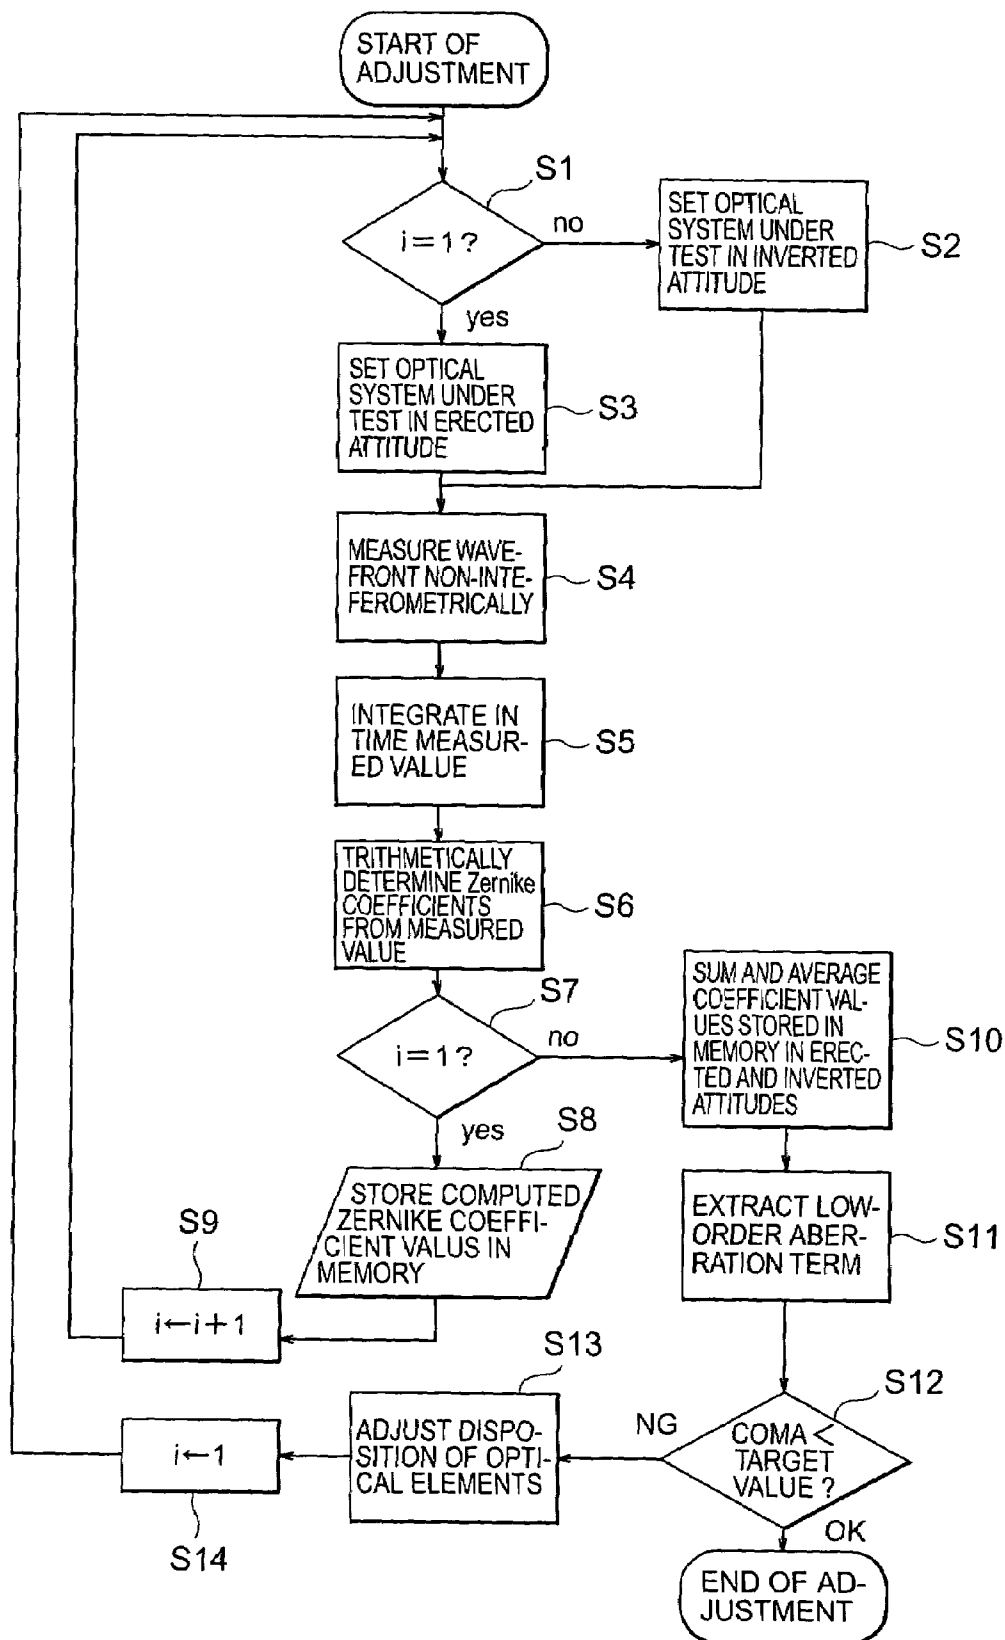 START OF
ADJUSTMENT
S1
i=1?
no
SET OPTICAL
SYSTEM UNDER
TEST IN INVERTED
ATTITUDE
S2
yes
SET OPTICAL
SYSTEM UNDER
TEST IN ERECTED
ATTITUDE
S3
MEASURE WAVE-
FRONT NON-INTE-
FEROMETRICALLY
S4
INTEGRATE IN
TIME MEASUR-
ED VALUE
S5
TRITHMETICALLY
DETERMINE Zernike
COEFFICIENTS
FROM MEASURED
VALUE
S6
S7
i=1?
no
SUM AND AVERAGE
COEFFICIENT VAL-
UES STORED IN
MEMORY IN EREC-
TED AND INVERTED
ATTITUDES
S10
yes
S8
STORE COMPUTED
ZERNIKE COEFFI-
CIENT VALUS IN
MEMORY
EXTRACT LOW-
ORDER ABER-
RATION TERM
S11
S9
i←i+1
S13
S12
NG
COMA <
TARGET
VALUE ?
ADJUST DISPO-
SITION OF OPTI-
CAL ELEMENTS
i←1
S14
OK
END OF AD-
JUSTMENT